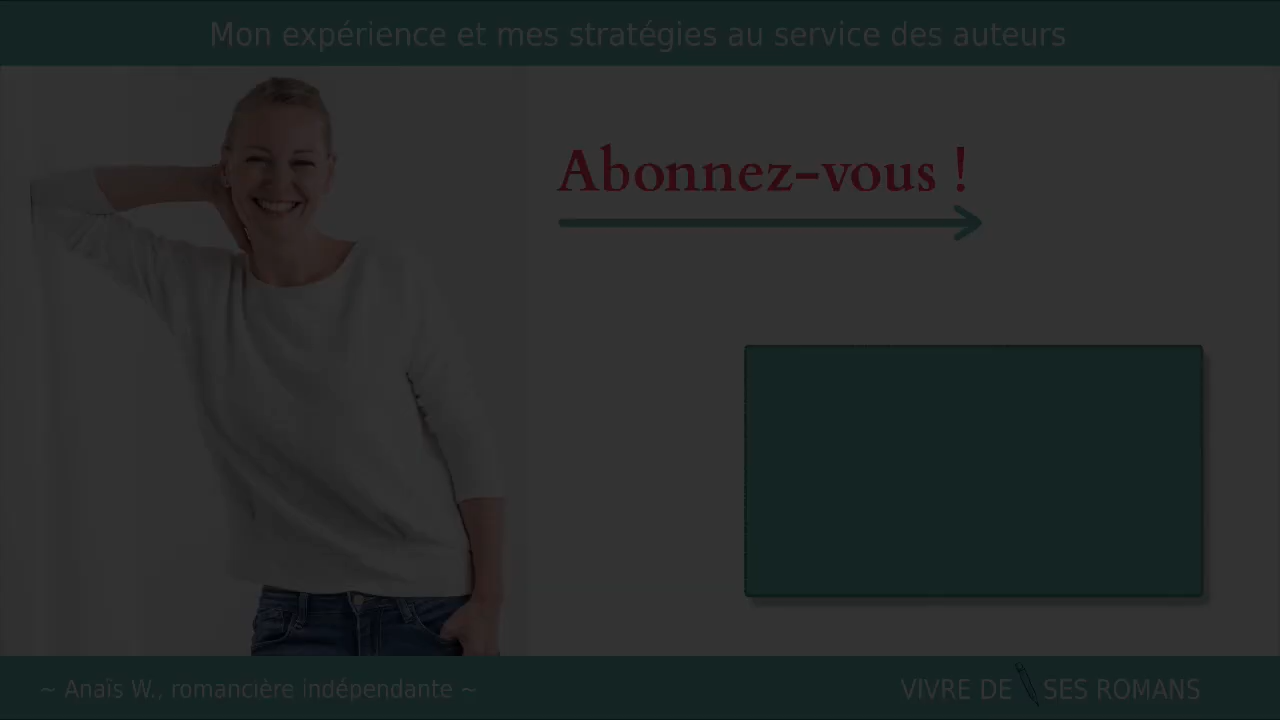 Mon expérience et mes stratégies au service des auteurs
Abonnez-vous !
~ Anaïs W., romancière indépendante ~
VIVRE DE SES ROMANS